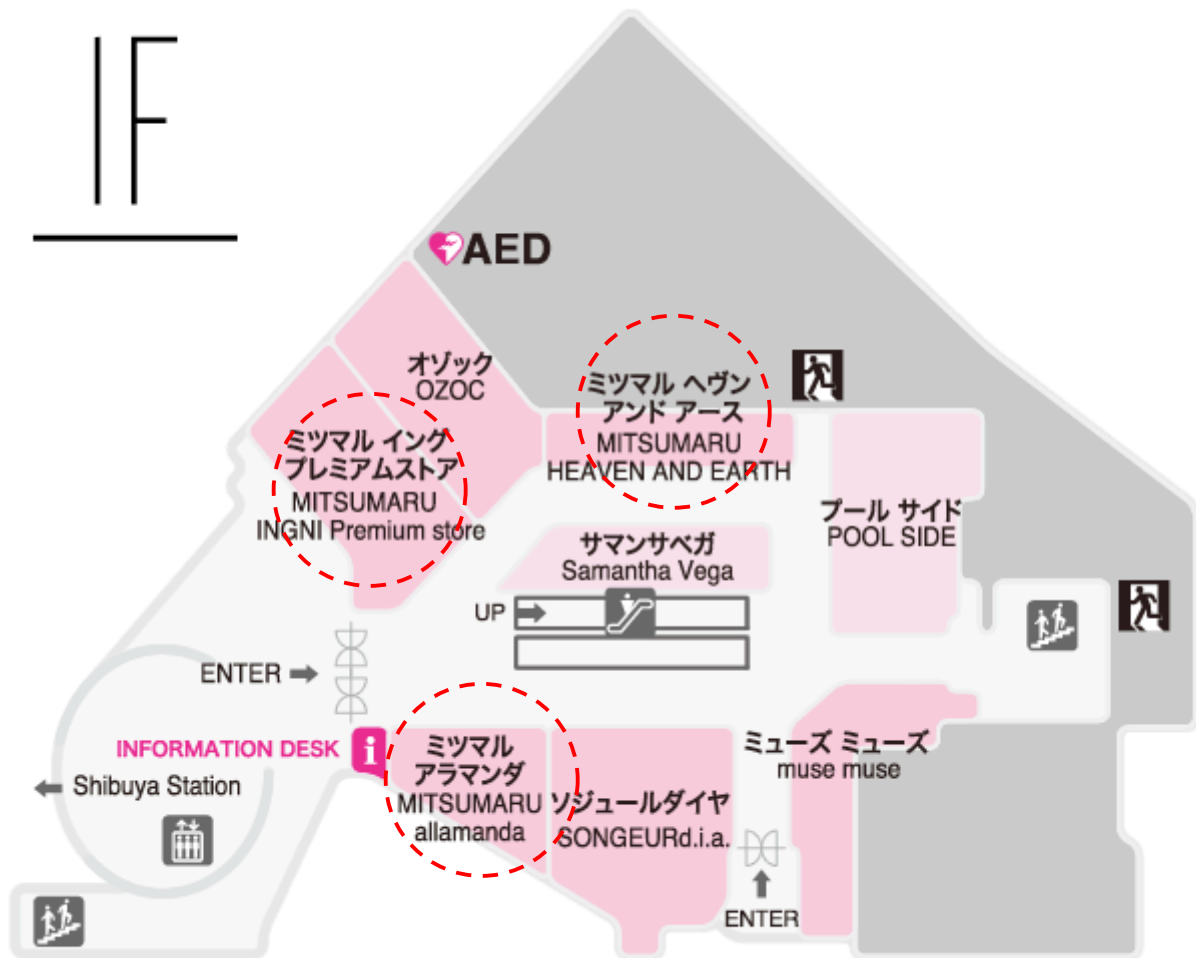 1F
AED
オゾック
OZOC
ミツマル ヘヴン
アンド アース
MITSUMARU
HEAVEN AND EARTH
ミツマル イング
プレミアムストア
MITSUMARU
INGNI Premium store
プール サイド
POOL SIDE
サマンサベガ
Samantha Vega
UP
ENTER
INFORMATION DESK
i
Shibuya Station
ミツマル
アラマンダ
MITSUMARU
allamanda
ソジュールダイヤ
SONGEURd.i.a.
ミューズ ミューズ
muse muse
ENTER